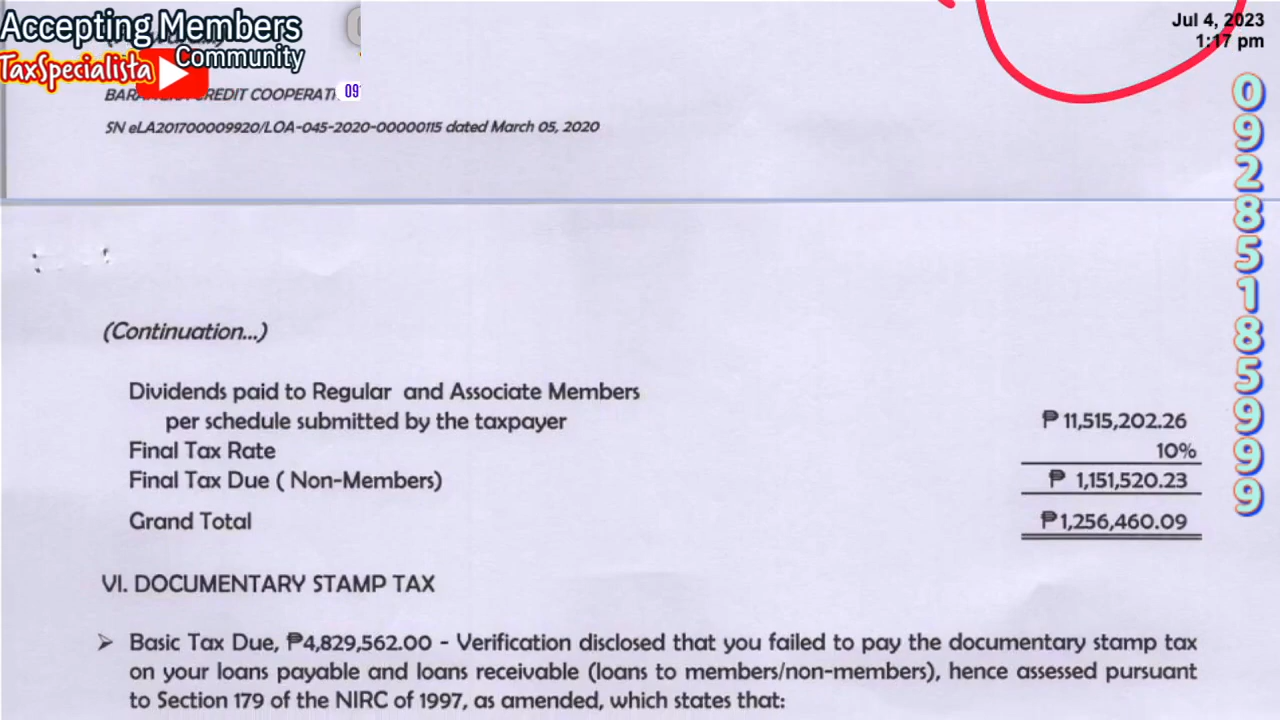 Accepting Members
Community
TaxSpecialista
Jul 4, 2023
1:17 pm
CREDIT
09
SN eLA201700009920/LOA-045-2020-00000115 dated March 05, 2020
09285185999
(Continuation...)
Dividends paid to Regular and Associate Members
per schedule submitted by the taxpayer ₱ 11,515,202.26
Final Tax Rate 10%
Final Tax Due ( Non-Members) ₱ 1,151,520.23
Grand Total ₱1,256,460.09
VI. DOCUMENTARY STAMP TAX
➢ Basic Tax Due, ₱4,829,562.00 - Verification disclosed that you failed to pay the documentary stamp tax
on your loans payable and loans receivable (loans to members/non-members), hence assessed pursuant
to Section 179 of the NIRC of 1997, as amended, which states that: